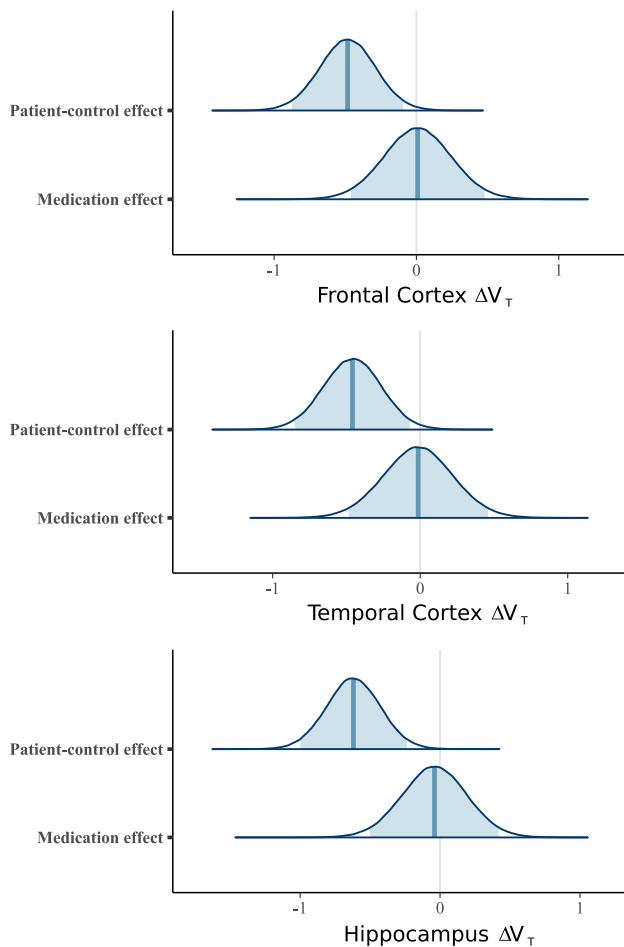 Patient-control effect
Medication effect
-1 0 1
Frontal Cortex ΔV_T
Patient-control effect
Medication effect
-1 0 1
Temporal Cortex ΔV_T
Patient-control effect
Medication effect
-1 0 1
Hippocampus ΔV_T